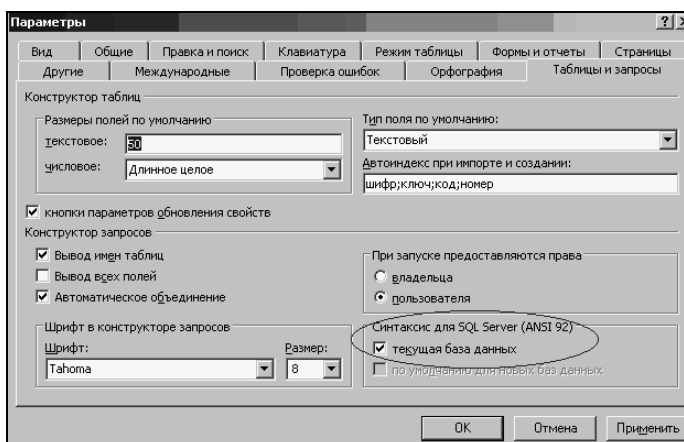 Параметры
Вид Общие Правка и поиск Клавиатура Режим таблицы Формы и отчеты Страницы
Другие Международные Проверка ошибок Орфография Таблицы и запросы
Конструктор таблиц
Размеры полей по умолчанию
текстовое: 50
числовое: Длинное целое
Тип поля по умолчанию:
Текстовый
Автоиндекс при импорте и создании:
шифр;ключ;код;номер
кнопки параметров обновления свойств
Конструктор запросов
Вывод имен таблиц
Вывод всех полей
Автоматическое объединение
При запуске предоставляются права
владельца
пользователя
Шрифт в конструкторе запросов
Шрифт: Размер:
Tahoma 8
Синтаксис для SQL Server (ANSI 92)
текущая база данных
по умолчанию для новых баз данных
OK Отмена Применить